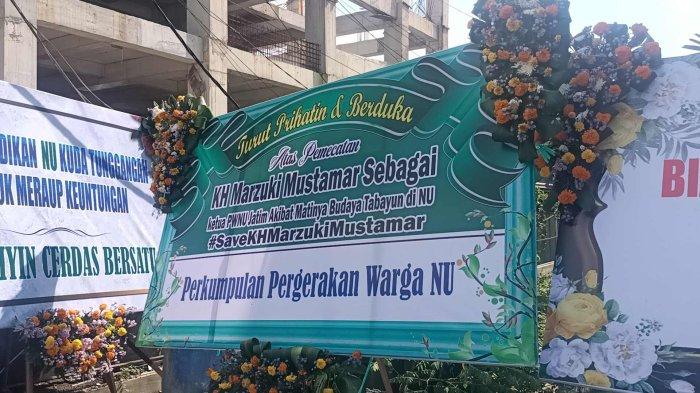 DIKAN NU KUDA TUNGGANGAN
OK MERAUP KEUNTUNGAN
YIN CERDAS BERSATU
Turut Prihatin & Berduka
Atas Pemecatan
KH Marzuki Mustamar Sebagai
Ketua PWNU Jatim Akibat Matinya Budaya Tabayun di NU
#SaveKHMarzukiMustamar
Perkumpulan Pergerakan Warga NU
BI